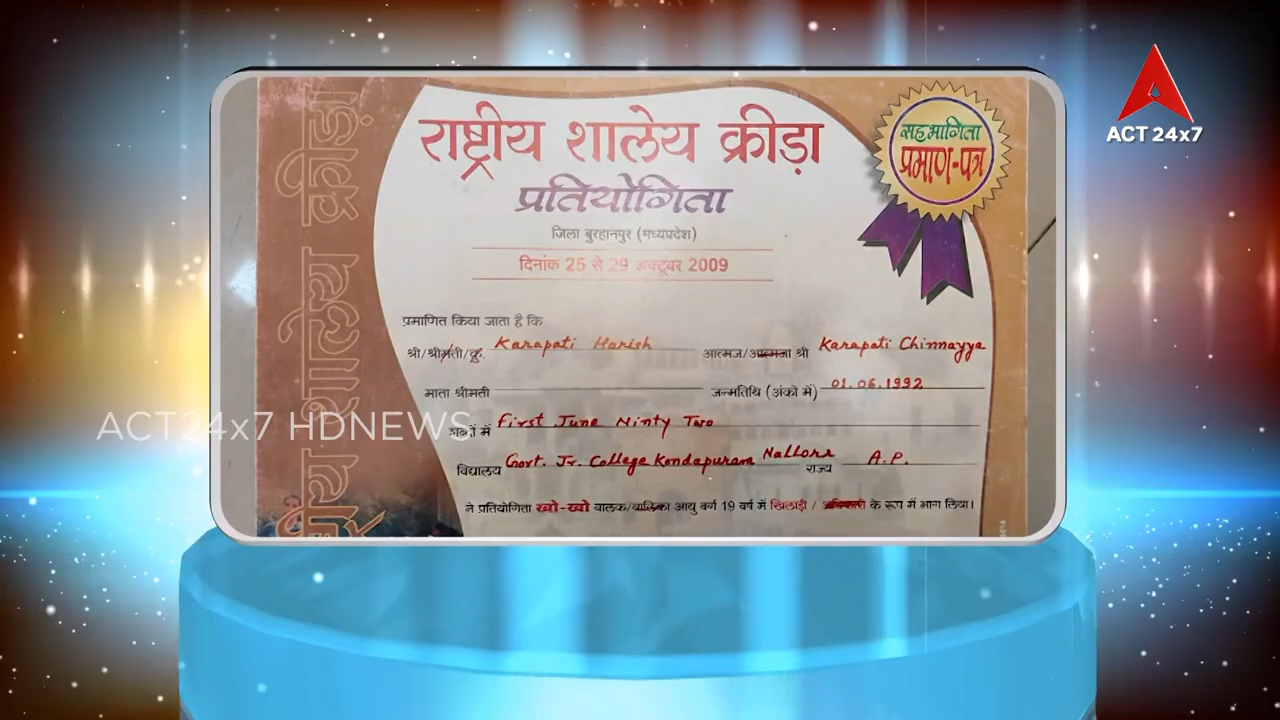 ACT 24x7
राष्ट्रीय शालेय क्रीड़ा
सहभागिता
प्रमाण-पत्र
प्रतियोगिता
जिला बुरहानपुर (मध्यप्रदेश)
दिनांक 25 से 29 अक्टूबर 2009
प्रमाणित किया जाता है कि
श्री/श्रीमती/कु. Karapati Harish आत्मज/आत्मजा श्री Karapati Chinnayya
माता श्रीमती जन्मतिथि (अंको में) 01.06.1992
शब्दों में First June Ninty Two
विद्यालय Govt. Jr. College Kondapuram Nallore राज्य A.P.
ने प्रतियोगिता खो-खो बालक/बालिका आयु वर्ग 19 वर्ष में खिलाड़ी / अधिकारी के रूप में भाग लिया।
शालेय क्रीड़ा
ACT24x7 HDNEWS